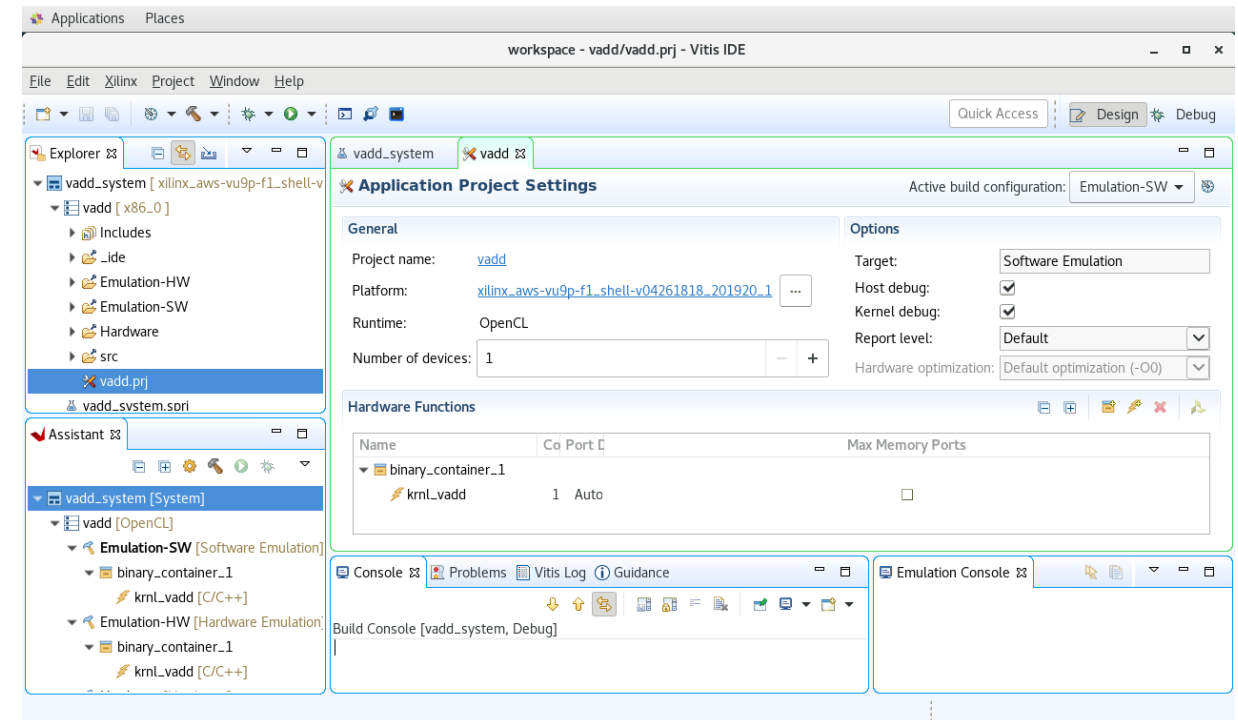 Applications Places
workspace - vadd/vadd.prj - Vitis IDE
File Edit Xilinx Project Window Help
Quick Access Design Debug
Explorer
vadd_system [ xilinx_aws-vu9p-f1_shell-v
vadd [ x86_0 ]
Includes
_ide
Emulation-HW
Emulation-SW
Hardware
src
vadd.prj
vadd_system.sprj
Assistant
vadd_system [System]
vadd [OpenCL]
Emulation-SW [Software Emulation]
binary_container_1
krnl_vadd [C/C++]
Emulation-HW [Hardware Emulation]
binary_container_1
krnl_vadd [C/C++]
vadd_system vadd
Application Project Settings
Active build configuration: Emulation-SW
General
Project name: vadd
Platform: xilinx_aws-vu9p-f1_shell-v04261818_201920_1 ...
Runtime: OpenCL
Number of devices: 1 − +
Options
Target: Software Emulation
Host debug:
Kernel debug:
Report level: Default
Hardware optimization: Default optimization (-O0)
Hardware Functions
Name Co Port D Max Memory Ports
binary_container_1
krnl_vadd 1 Auto
Console Problems Vitis Log Guidance
Build Console [vadd_system, Debug]
Emulation Console